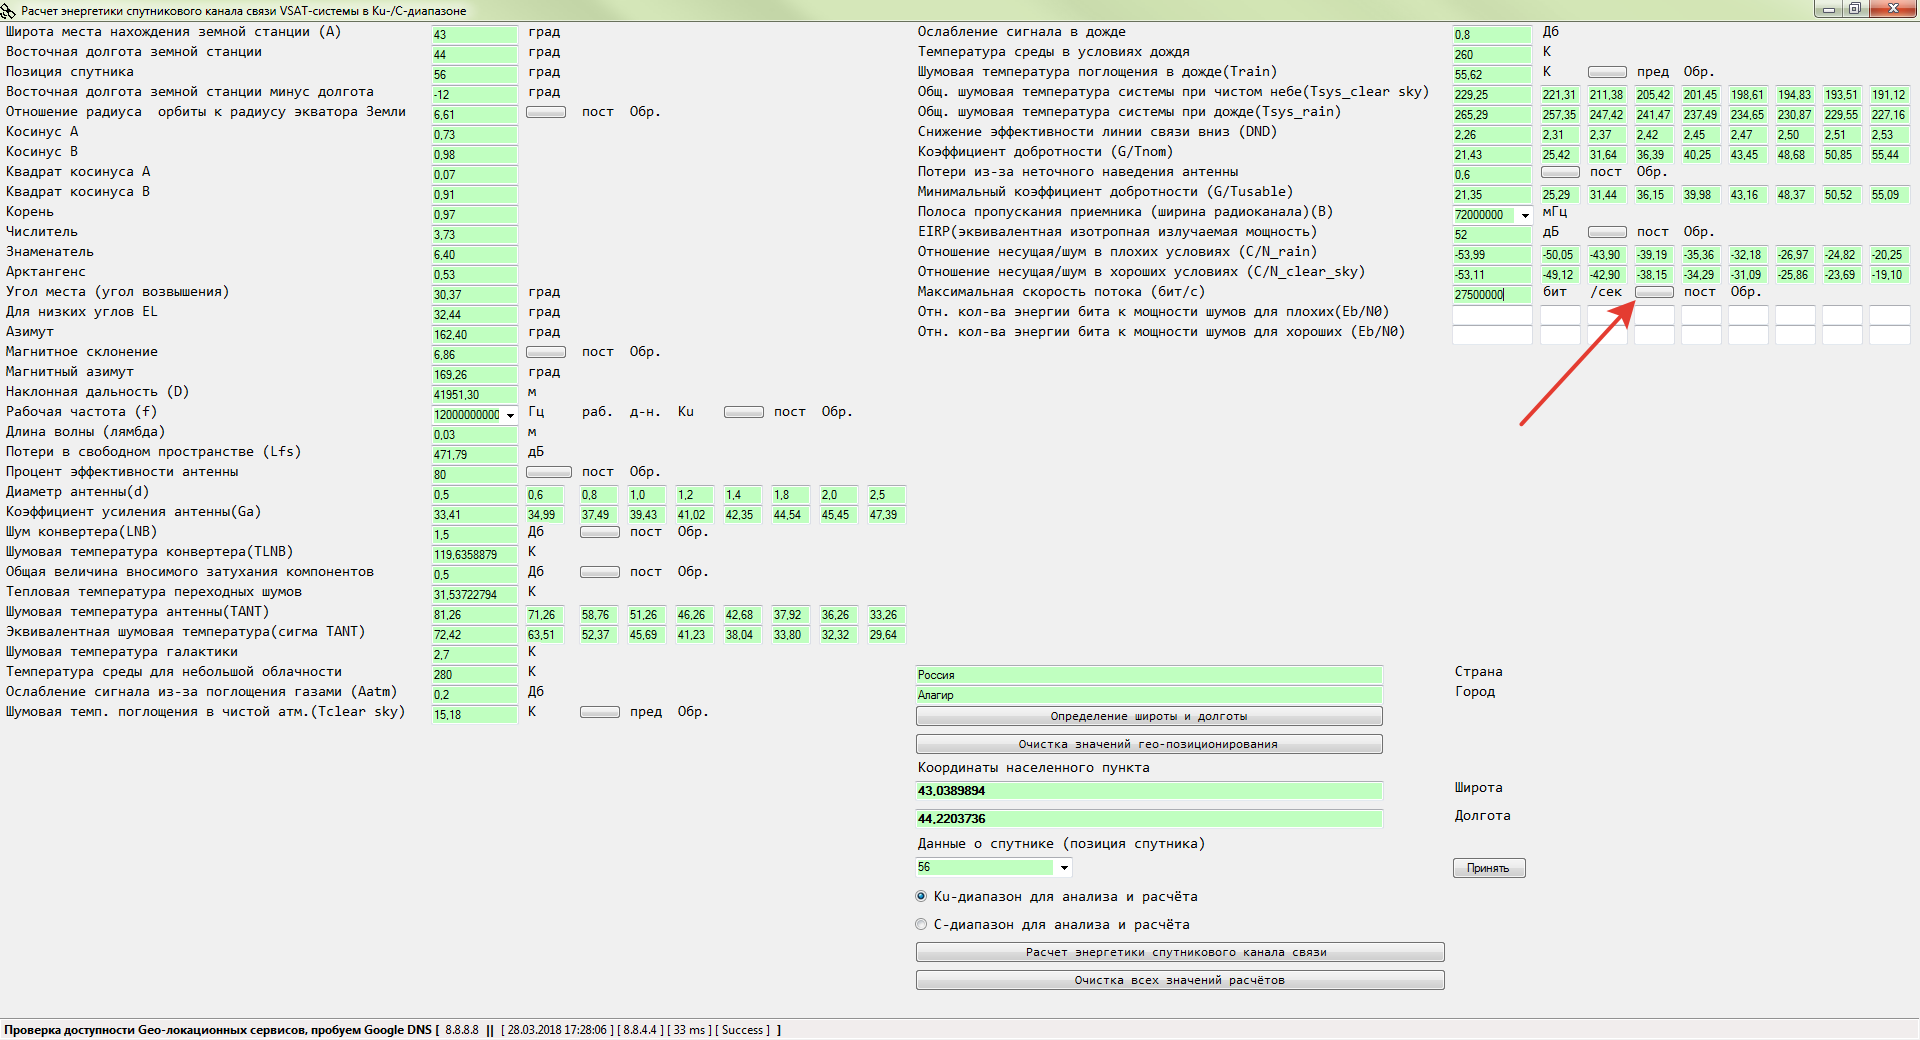 Расчет энергетики спутникового канала связи VSAT-системы в Ku-/C-диапазоне
Широта места нахождения земной станции (A) 43 град
Восточная долгота земной станции 44 град
Позиция спутника 56 град
Восточная долгота земной станции минус долгота -12 град
Отношение радиуса орбиты к радиусу экватора Земли 6,61 пост Обр.
Косинус A 0,73
Косинус B 0,98
Квадрат косинуса A 0,07
Квадрат косинуса B 0,91
Корень 0,97
Числитель 3,73
Знаменатель 6,40
Арктангенс 0,53
Угол места (угол возвышения) 30,37 град
Для низких углов EL 32,44 град
Азимут 162,40 град
Магнитное склонение 6,86 пост Обр.
Магнитный азимут 169,26 град
Наклонная дальность (D) 41951,30 м
Рабочая частота (f) 12000000000 Гц раб. д-н. Ku пост Обр.
Длина волны (лямбда) 0,03 м
Потери в свободном пространстве (Lfs) 471,79 дБ
Процент эффективности антенны 80 пост Обр.
Диаметр антенны(d) 0,5 0,6 0,8 1,0 1,2 1,4 1,8 2,0 2,5
Коэффициент усиления антенны(Ga) 33,41 34,99 37,49 39,43 41,02 42,35 44,54 45,45 47,39
Шум конвертера(LNB) 1,5 Дб пост Обр.
Шумовая температура конвертера(TLNB) 119,6358879 К
Общая величина вносимого затухания компонентов 0,5 Дб пост Обр.
Тепловая температура переходных шумов 31,53722794 К
Шумовая температура антенны(TANT) 81,26 71,26 58,76 51,26 46,26 42,68 37,92 36,26 33,26
Эквивалентная шумовая температура(сигма TANT) 72,42 63,51 52,37 45,69 41,23 38,04 33,80 32,32 29,64
Шумовая температура галактики 2,7 К
Температура среды для небольшой облачности 280 К
Ослабление сигнала из-за поглощения газами (Aatm) 0,2 Дб
Шумовая темп. поглощения в чистой атм.(Tclear sky) 15,18 К пред Обр.
Ослабление сигнала в дожде 0,8 Дб
Температура среды в условиях дождя 260 К
Шумовая температура поглощения в дожде(Train) 55,62 К пред Обр.
Общ. шумовая температура системы при чистом небе(Tsys_clear sky) 229,25 221,31 211,38 205,42 201,45 198,61 194,83 193,51 191,12
Общ. шумовая температура системы при дожде(Tsys_rain) 265,29 257,35 247,42 241,47 237,49 234,65 230,87 229,55 227,16
Снижение эффективности линии связи вниз (DND) 2,26 2,31 2,37 2,42 2,45 2,47 2,50 2,51 2,53
Коэффициент добротности (G/Tnom) 21,43 25,42 31,64 36,39 40,25 43,45 48,68 50,85 55,44
Потери из-за неточного наведения антенны 0,6 пост Обр.
Минимальный коэффициент добротности (G/Tusable) 21,35 25,29 31,44 36,15 39,98 43,16 48,37 50,52 55,09
Полоса пропускания приемника (ширина радиоканала)(B) 72000000 мГц
EIRP(эквивалентная изотропная излучаемая мощность) 52 дБ пост Обр.
Отношение несущая/шум в плохих условиях (C/N_rain) -53,99 -50,05 -43,90 -39,19 -35,36 -32,18 -26,97 -24,82 -20,25
Отношение несущая/шум в хороших условиях (C/N_clear_sky) -53,11 -49,12 -42,90 -38,15 -34,29 -31,09 -25,86 -23,69 -19,10
Максимальная скорость потока (бит/с) 27500000 бит /сек пост Обр.
Отн. кол-ва энергии бита к мощности шумов для плохих(Eb/N0)
Отн. кол-ва энергии бита к мощности шумов для хороших (Eb/N0)
Россия Страна
Алагир Город
Определение широты и долготы
Очистка значений гео-позиционирования
Координаты населенного пункта
43.0389894 Широта
44.2203736 Долгота
Данные о спутнике (позиция спутника)
56 Принять
Ku-диапазон для анализа и расчёта
C-диапазон для анализа и расчёта
Расчет энергетики спутникового канала связи
Очистка всех значений расчётов
Проверка доступности Geo-локационных сервисов, пробуем Google DNS [ 8.8.8.8 || [ 28.03.2018 17:28:06 ] [ 8.8.4.4 ] [ 33 ms ] [ Success ] ]